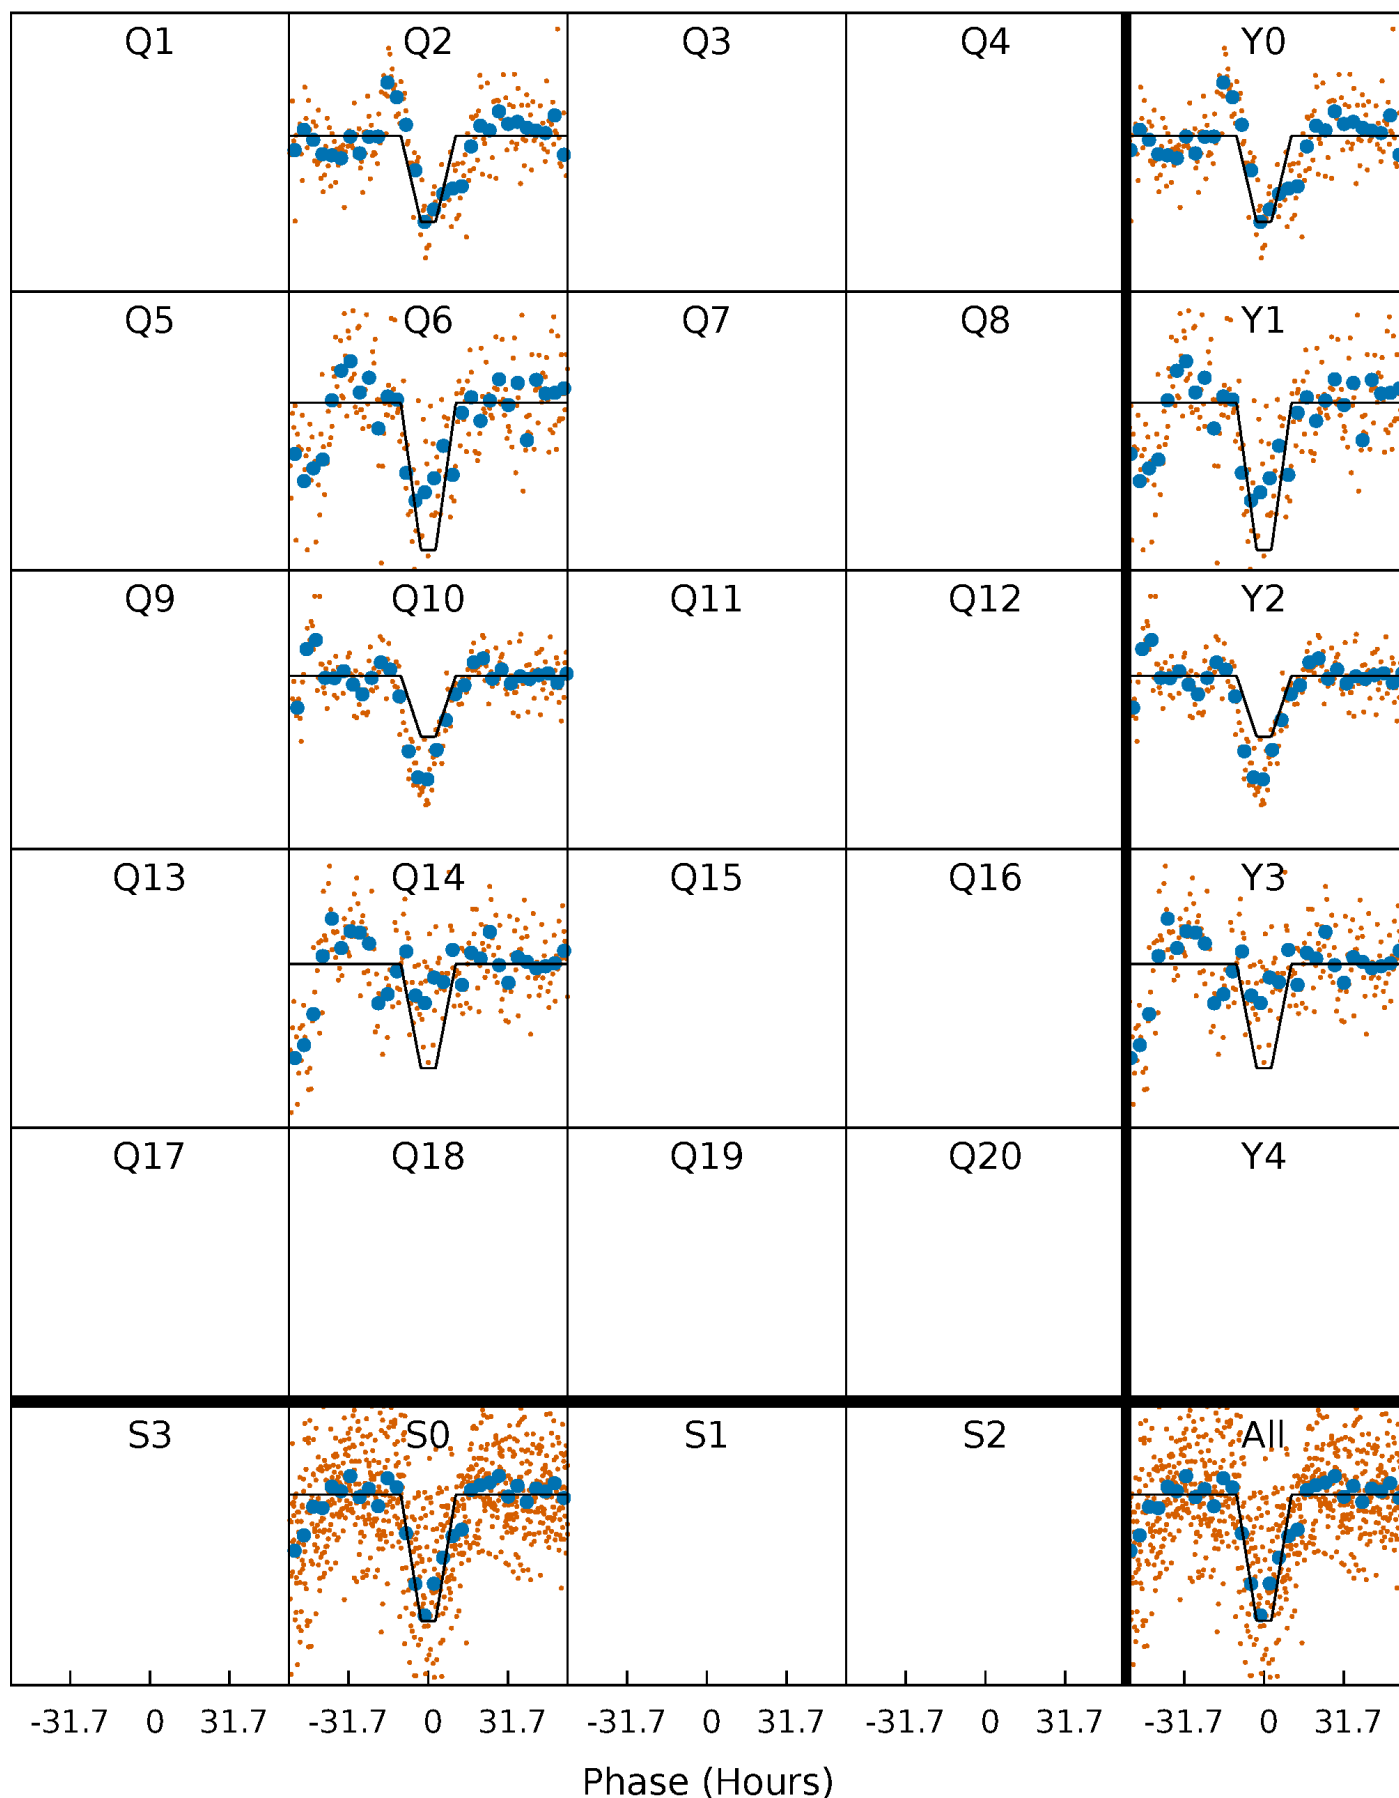 Q1 Q2 Q3 Q4 Y0
Q5 Q6 Q7 Q8 Y1
Q9 Q10 Q11 Q12 Y2
Q13 Q14 Q15 Q16 Y3
Q17 Q18 Q19 Q20 Y4
S3 S0 S1 S2 All
-31.7 0 31.7 -31.7 0 31.7 -31.7 0 31.7 -31.7 0 31.7 -31.7 0 31.7
Phase (Hours)